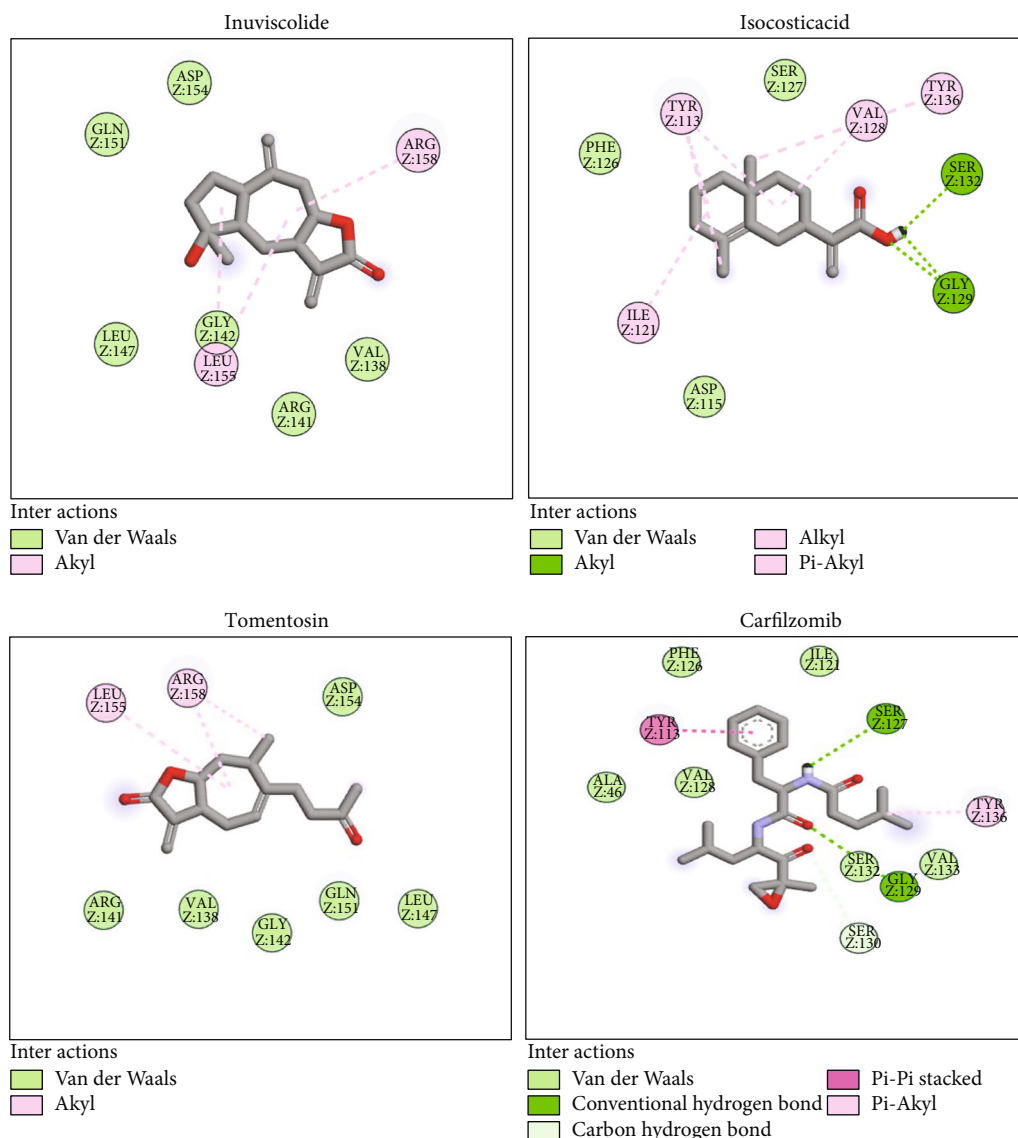 Inuviscolide
ASP
Z:154
GLN
Z:151
ARG
Z:158
LEU
Z:147
GLY
Z:142
LEU
Z:155
VAL
Z:138
ARG
Z:141
Inter actions
Van der Waals
Akyl
Isocosticacid
SER
Z:127
TYR
Z:136
TYR
Z:113
VAL
Z:128
PHE
Z:126
SER
Z:132
GLY
Z:129
ILE
Z:121
ASP
Z:115
Inter actions
Van der Waals
Akyl
Alkyl
Pi-Akyl
Tomentosin
LEU
Z:155
ARG
Z:158
ASP
Z:154
ARG
Z:141
VAL
Z:138
GLY
Z:142
GLN
Z:151
LEU
Z:147
Inter actions
Van der Waals
Akyl
Carfilzomib
PHE
Z:126
ILE
Z:121
TYR
Z:113
SER
Z:127
ALA
Z:46
VAL
Z:128
TYR
Z:136
SER
Z:132
GLY
Z:129
VAL
Z:133
SER
Z:130
Inter actions
Van der Waals
Conventional hydrogen bond
Carbon hydrogen bond
Pi-Pi stacked
Pi-Akyl